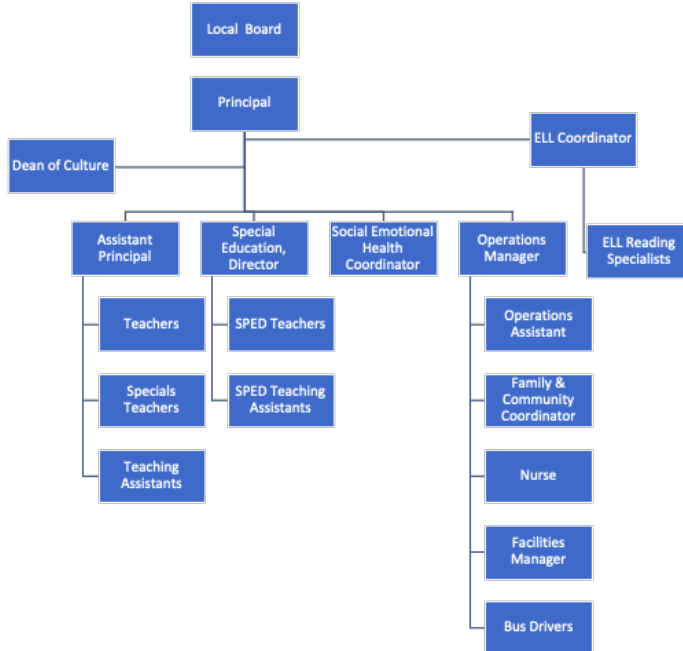 Local Board
Principal
ELL Coordinator
Dean of Culture
Assistant
Principal
Special
Education,
Director
Social Emotional
Health
Coordinator
Operations
Manager
ELL Reading
Specialists
Teachers
SPED Teachers
Operations
Assistant
Specials
Teachers
SPED Teaching
Assistants
Family &
Community
Coordinator
Teaching
Assistants
Nurse
Facilities
Manager
Bus Drivers